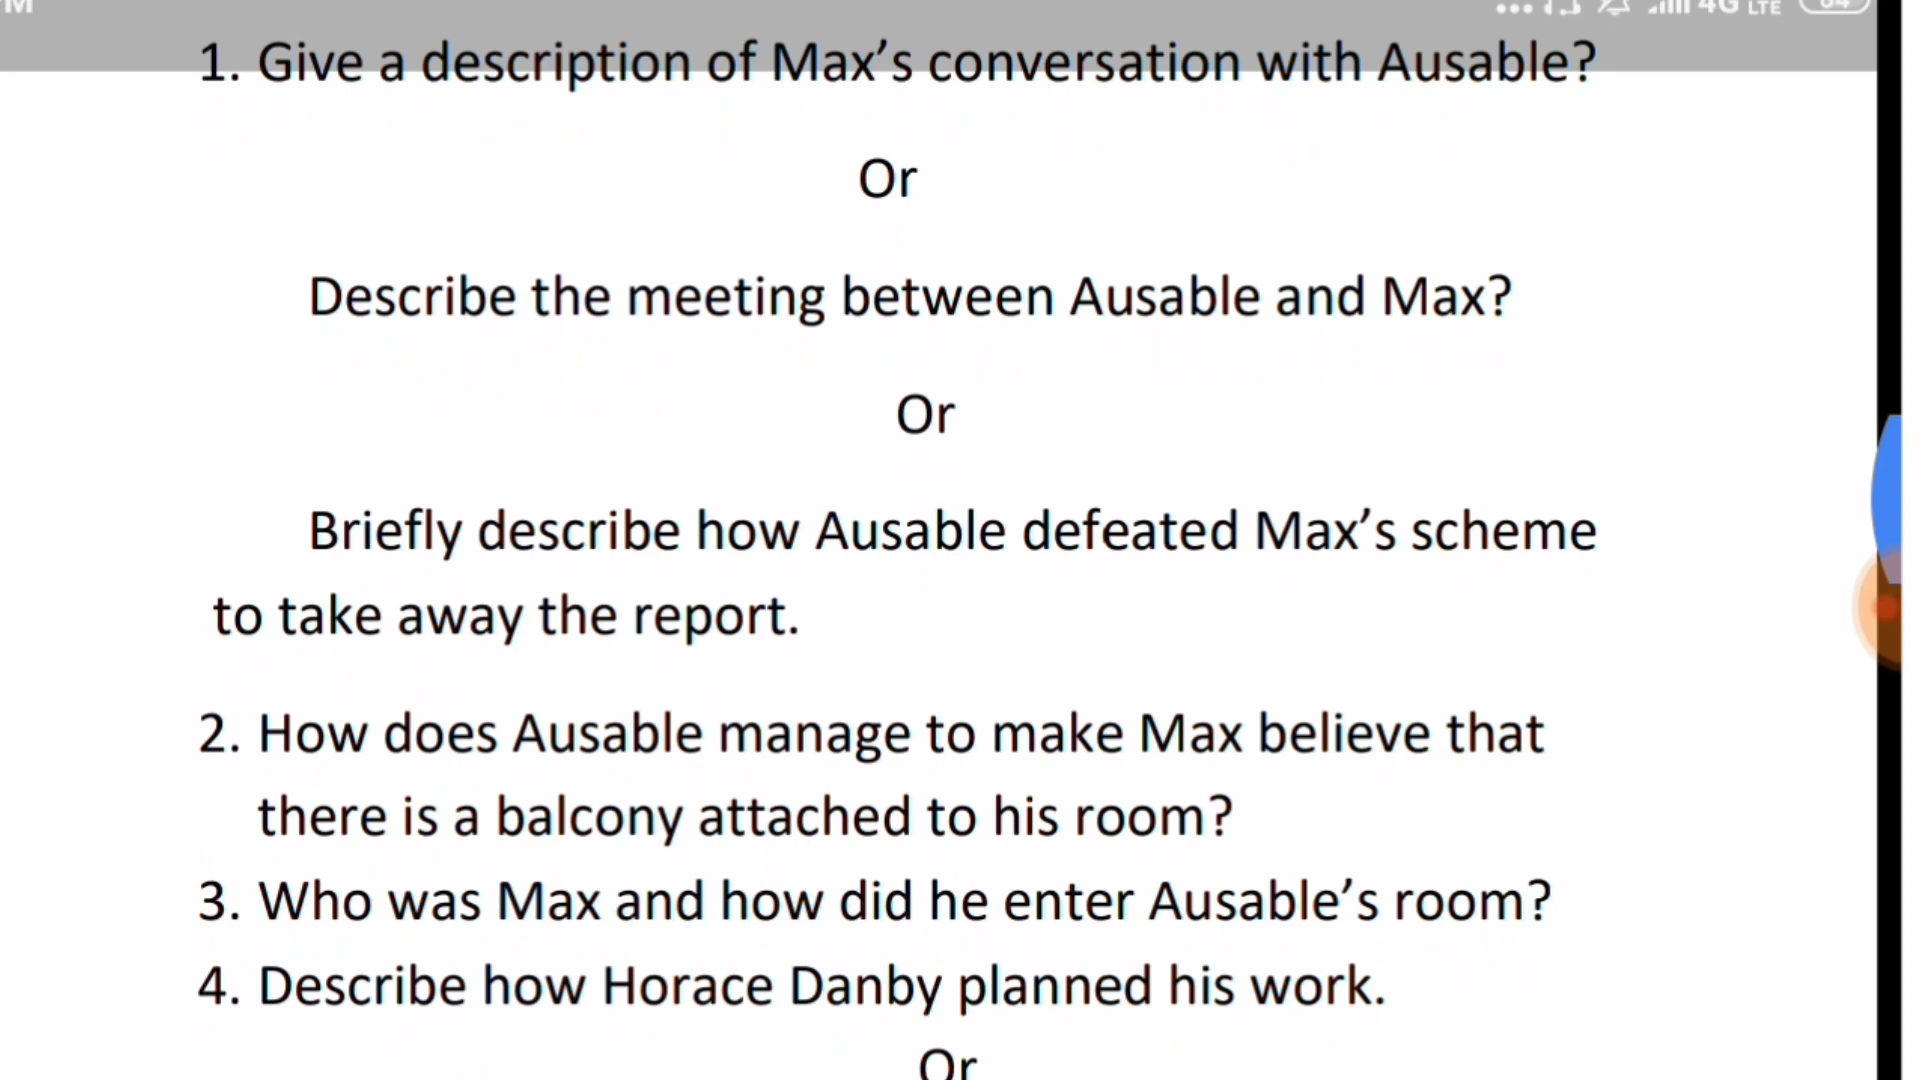 M
4G LTE
1. Give a description of Max’s conversation with Ausable?
Or
Describe the meeting between Ausable and Max?
Or
Briefly describe how Ausable defeated Max’s scheme
to take away the report.
2. How does Ausable manage to make Max believe that
there is a balcony attached to his room?
3. Who was Max and how did he enter Ausable’s room?
4. Describe how Horace Danby planned his work.
Or